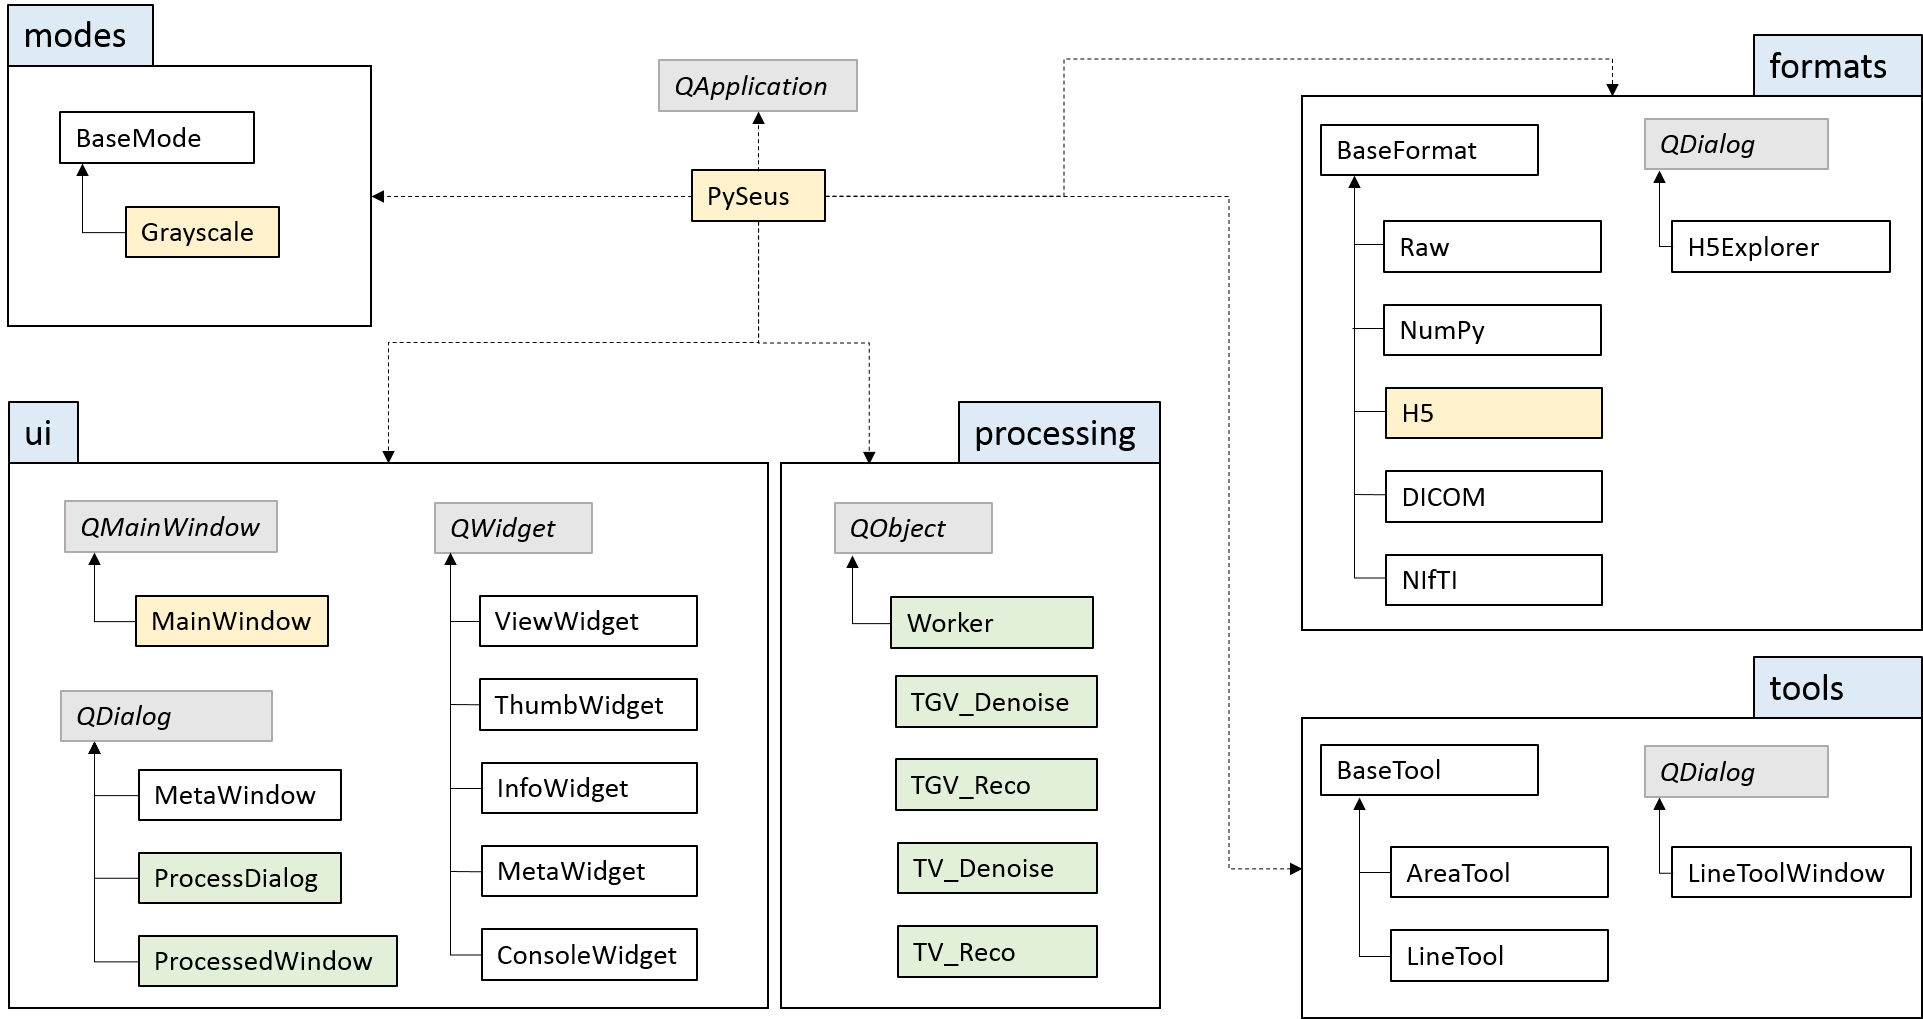 modes
BaseMode
Grayscale
QApplication
PySeus
formats
BaseFormat
Raw
NumPy
H5
DICOM
NIfTI
QDialog
H5Explorer
ui
QMainWindow
MainWindow
QDialog
MetaWindow
ProcessDialog
ProcessedWindow
QWidget
ViewWidget
ThumbWidget
InfoWidget
MetaWidget
ConsoleWidget
processing
QObject
Worker
TGV_Denoise
TGV_Reco
TV_Denoise
TV_Reco
tools
BaseTool
AreaTool
LineTool
QDialog
LineToolWindow